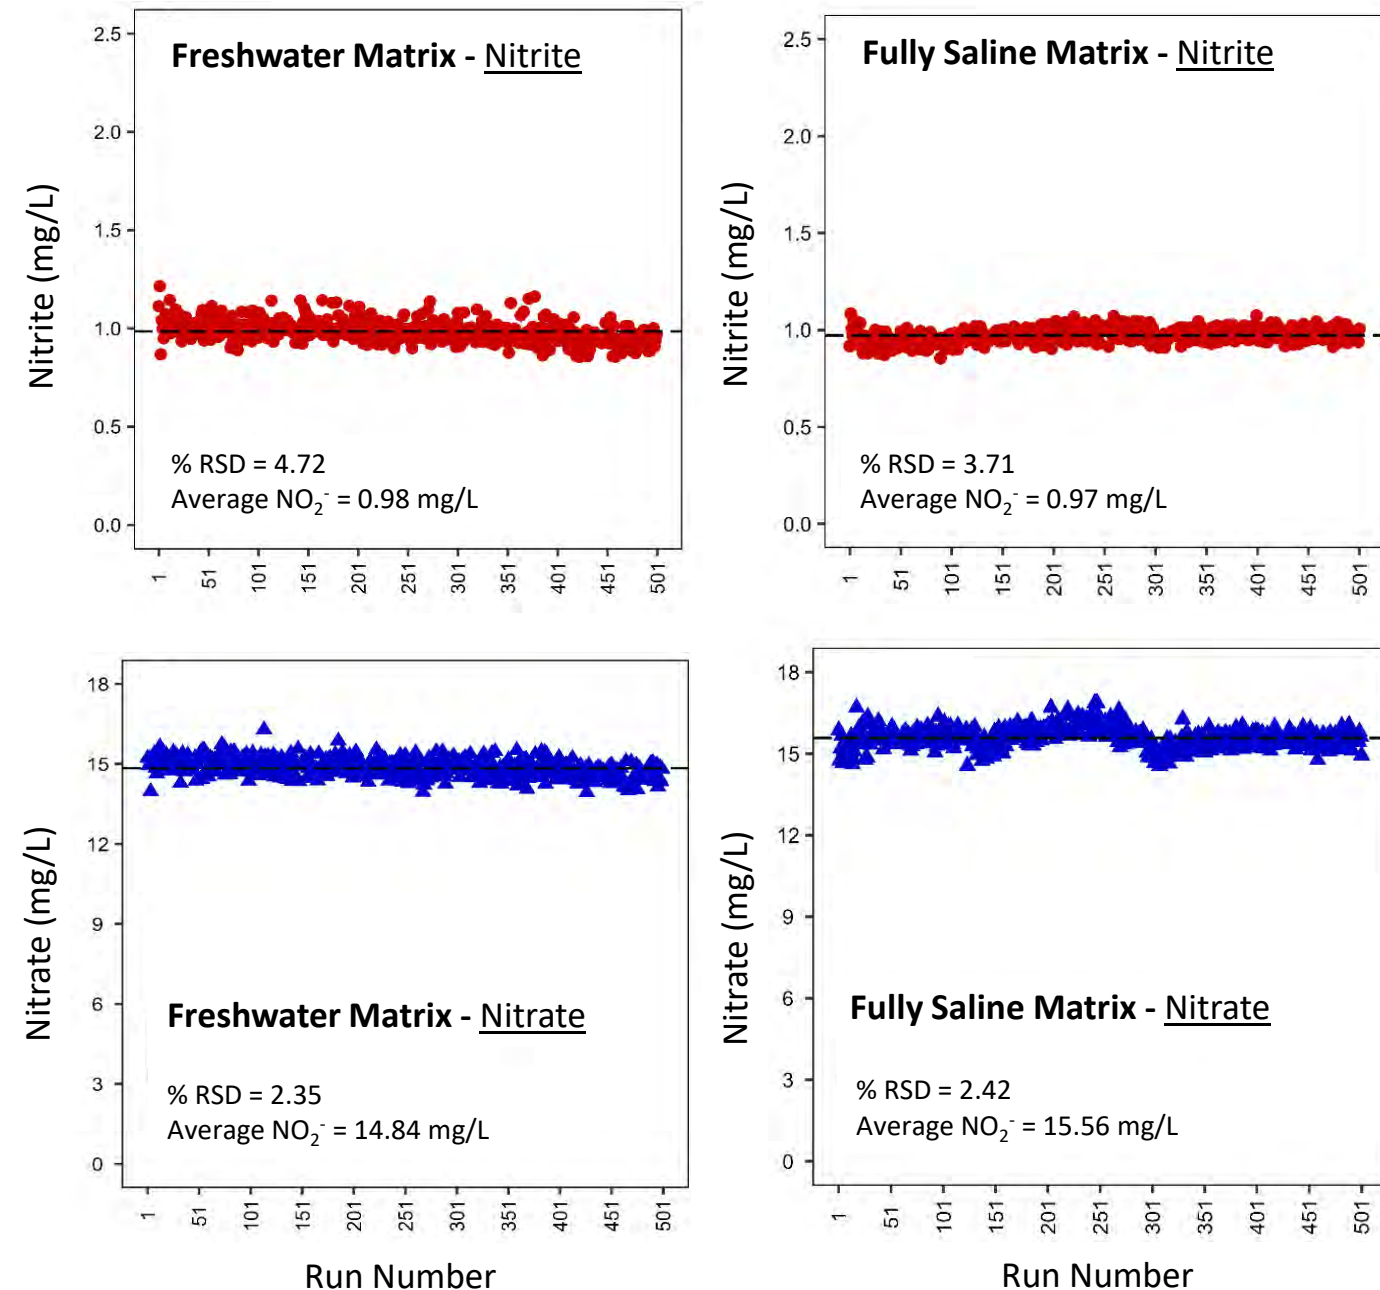 Freshwater Matrix - Nitrite
Nitrite (mg/L)
2.5
2.0
1.5
1.0
0.5
0.0
% RSD = 4.72
Average NO₂⁻ = 0.98 mg/L
1 51 101 151 201 251 301 351 401 451 501
Fully Saline Matrix - Nitrite
Nitrite (mg/L)
2.5
2.0
1.5
1.0
0.5
0.0
% RSD = 3.71
Average NO₂⁻ = 0.97 mg/L
1 51 101 151 201 251 301 351 401 451 501
Nitrate (mg/L)
18
15
12
9
6
3
0
Freshwater Matrix - Nitrate
% RSD = 2.35
Average NO₂⁻ = 14.84 mg/L
1 51 101 151 201 251 301 351 401 451 501
Run Number
Nitrate (mg/L)
18
15
12
9
6
3
0
Fully Saline Matrix - Nitrate
% RSD = 2.42
Average NO₂⁻ = 15.56 mg/L
1 51 101 151 201 251 301 351 401 451 501
Run Number